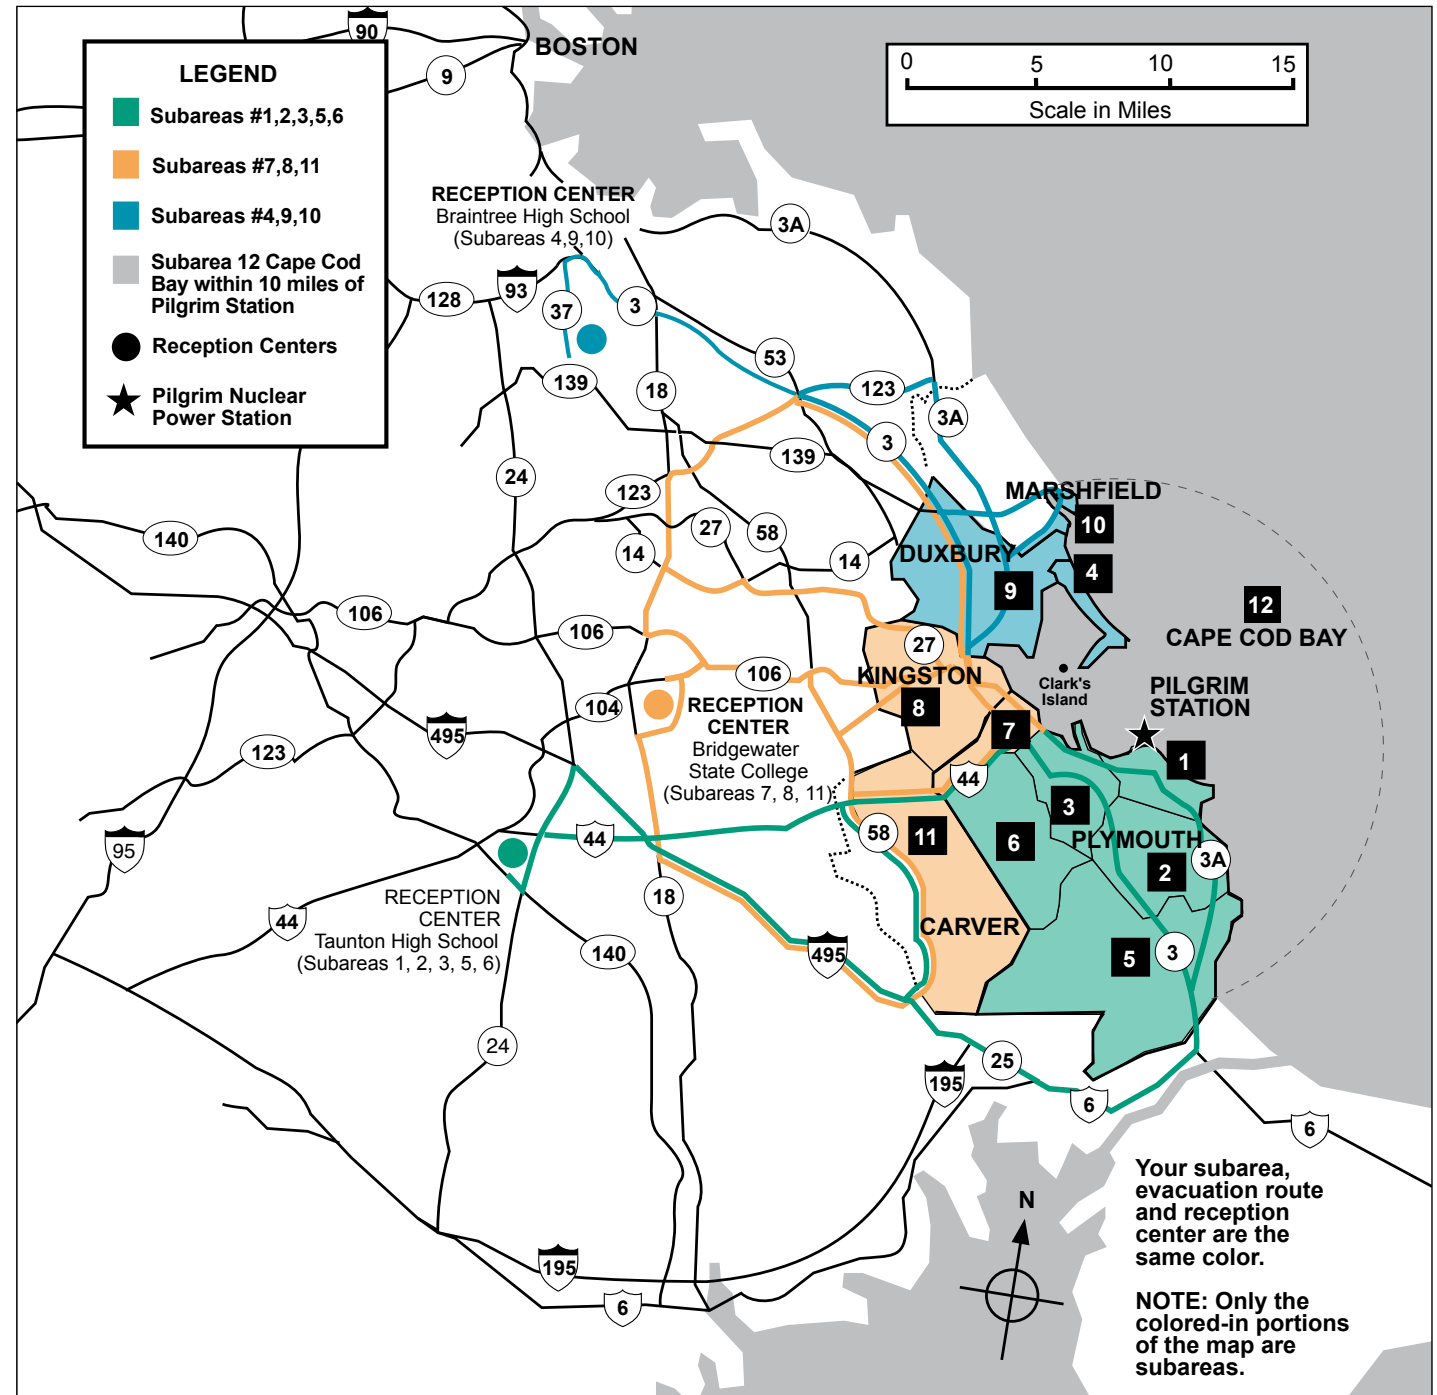 LEGEND
Subareas #1,2,3,5,6
Subareas #7,8,11
Subareas #4,9,10
Subarea 12 Cape Cod
Bay within 10 miles of
Pilgrim Station
Reception Centers
Pilgrim Nuclear
Power Station
90
BOSTON
9
0 5 10 15
Scale in Miles
RECEPTION CENTER
Braintree High School
(Subareas 4,9,10)
3A
128
93
37
3
53
139
18
123
3A
3
139
24
123
MARSHFIELD
10
140
27
58
14
14
DUXBURY
9
4
12
CAPE COD BAY
106
106
27
KINGSTON
8
106
Clark's
Island
PILGRIM
STATION
104
RECEPTION
CENTER
Bridgewater
State College
(Subareas 7, 8, 11)
495
123
7
1
44
3
95
44
58
11
6
PLYMOUTH
3A
2
18
RECEPTION
CENTER
Taunton High School
(Subareas 1, 2, 3, 5, 6)
44
CARVER
140
495
5
3
24
25
195
6
6
195
6
N
Your subarea,
evacuation route
and reception
center are the
same color.
NOTE: Only the
colored-in portions
of the map are
subareas.